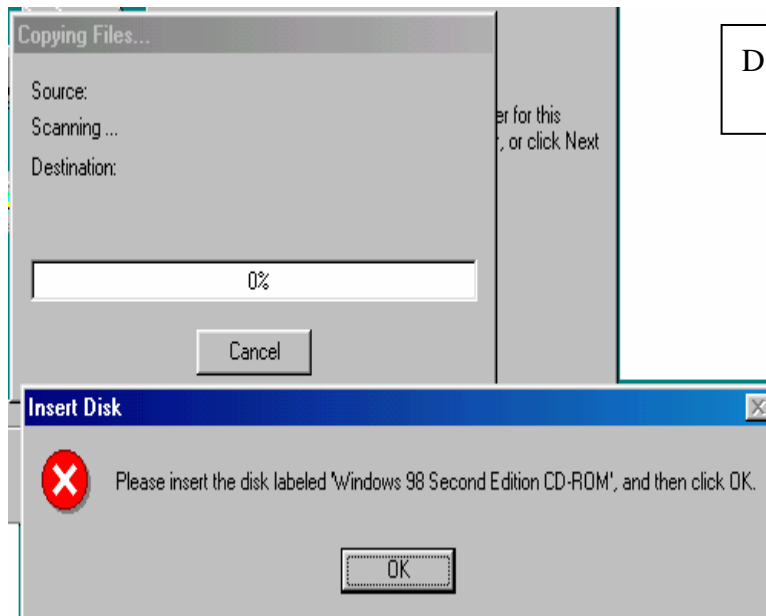 Copying Files...
Source:
Scanning ...
Destination:
0%
Cancel
for this
, or click Next
D
Insert Disk
Please insert the disk labeled 'Windows 98 Second Edition CD-ROM', and then click OK.
OK